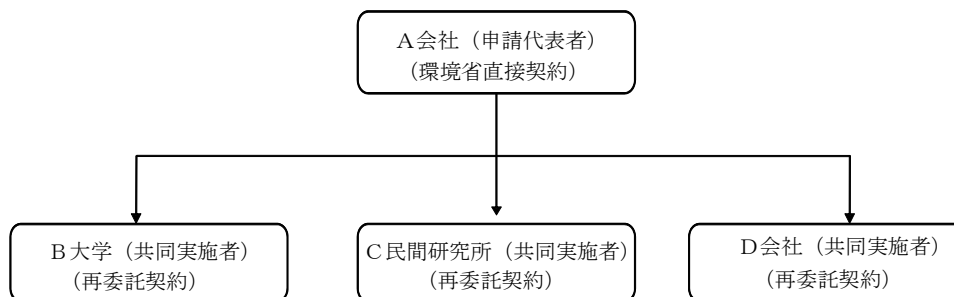 A会社（申請代表者）
（環境省直接契約）
B大学（共同実施者）
（再委託契約）
C民間研究所（共同実施者）
（再委託契約）
D会社（共同実施者）
（再委託契約）